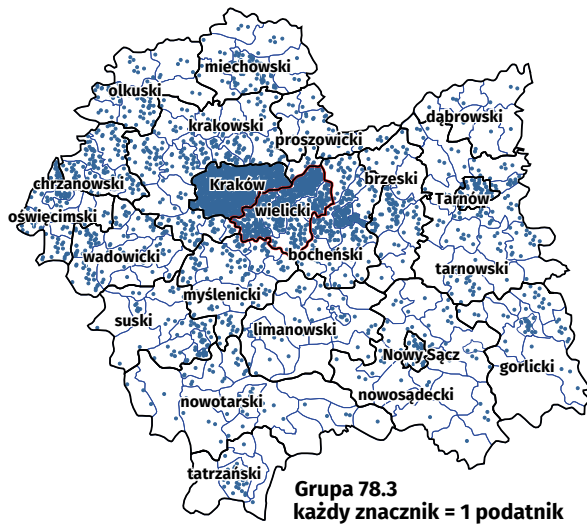 miechowski
olkuski
dąbrowski
krakowski
proszowicki
brzeski
chrzanowski
Kraków
Tarnów
oświęcimski
wielicki
wadowicki
bocheński
tarnowski
myślenicki
suski
limanowski
Nowy Sącz
gorlicki
nowotarski
nowosądecki
tatrzański
Grupa 78.3
każdy znacznik = 1 podatnik